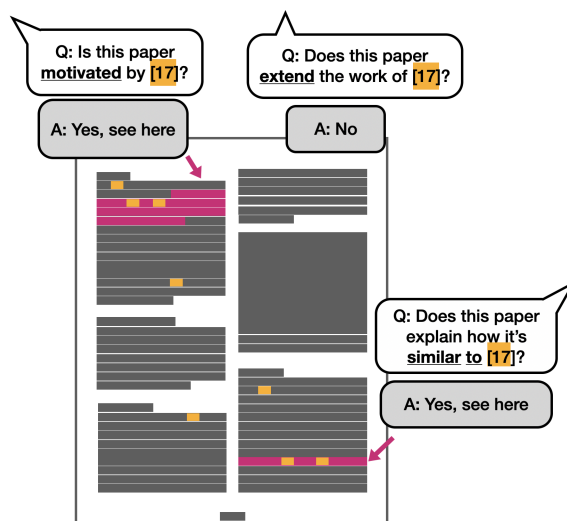 Q: Is this paper
motivated by [17]?
A: Yes, see here
Q: Does this paper
extend the work of [17]?
A: No
Q: Does this paper
explain how it's
similar to [17]?
A: Yes, see here